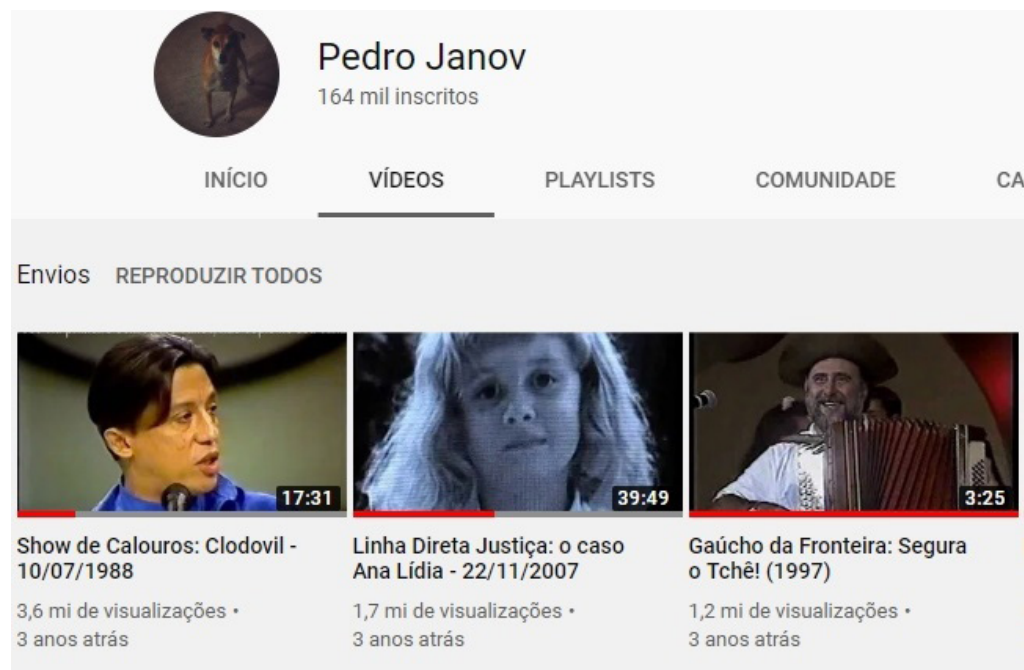 Pedro Janov
164 mil inscritos
INÍCIO VÍDEOS PLAYLISTS COMUNIDADE CA
Envios REPRODUZIR TODOS
17:31
39:49
3:25
Show de Calouros: Clodovil -
10/07/1988
3,6 mi de visualizações •
3 anos atrás
Linha Direta Justiça: o caso
Ana Lídia - 22/11/2007
1,7 mi de visualizações •
3 anos atrás
Gaúcho da Fronteira: Segura
o Tchê! (1997)
1,2 mi de visualizações •
3 anos atrás